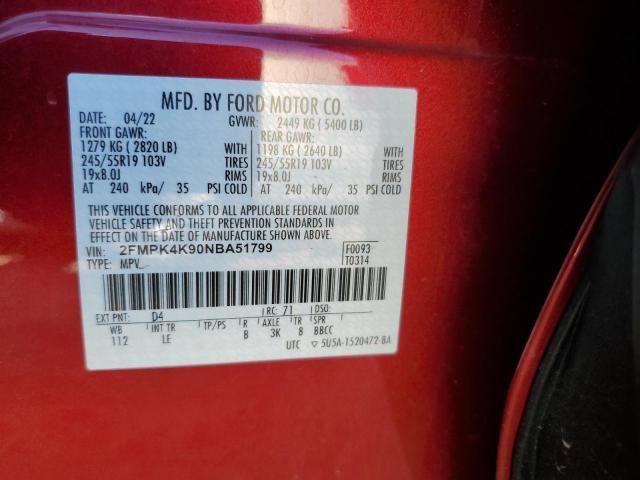 MFD. BY FORD MOTOR CO.
DATE: 04/22 GVWR: 2449 KG ( 5400 LB)
FRONT GAWR: REAR GAWR:
1279 KG ( 2820 LB) WITH 1198 KG ( 2640 LB) WITH
245/55R19 103V TIRES 245/55R19 103V TIRES
19x8.0J RIMS 19x8.0J RIMS
AT 240 kPa/ 35 PSI COLD AT 240 kPa/ 35 PSI COLD
THIS VEHICLE CONFORMS TO ALL APPLICABLE FEDERAL MOTOR
VEHICLE SAFETY AND THEFT PREVENTION STANDARDS IN
EFFECT ON THE DATE OF MANUFACTURE SHOWN ABOVE.
VIN: 2FMPK4K90NBA51799 F0093
TYPE: MPV T0314
EXT PNT: D4 RC: 71 DSO:
WB INT TR TP/PS R AXLE TR SPR
112 LE B 3K 8 BBCC
UTC ▽ 5U5A-1520472-BA